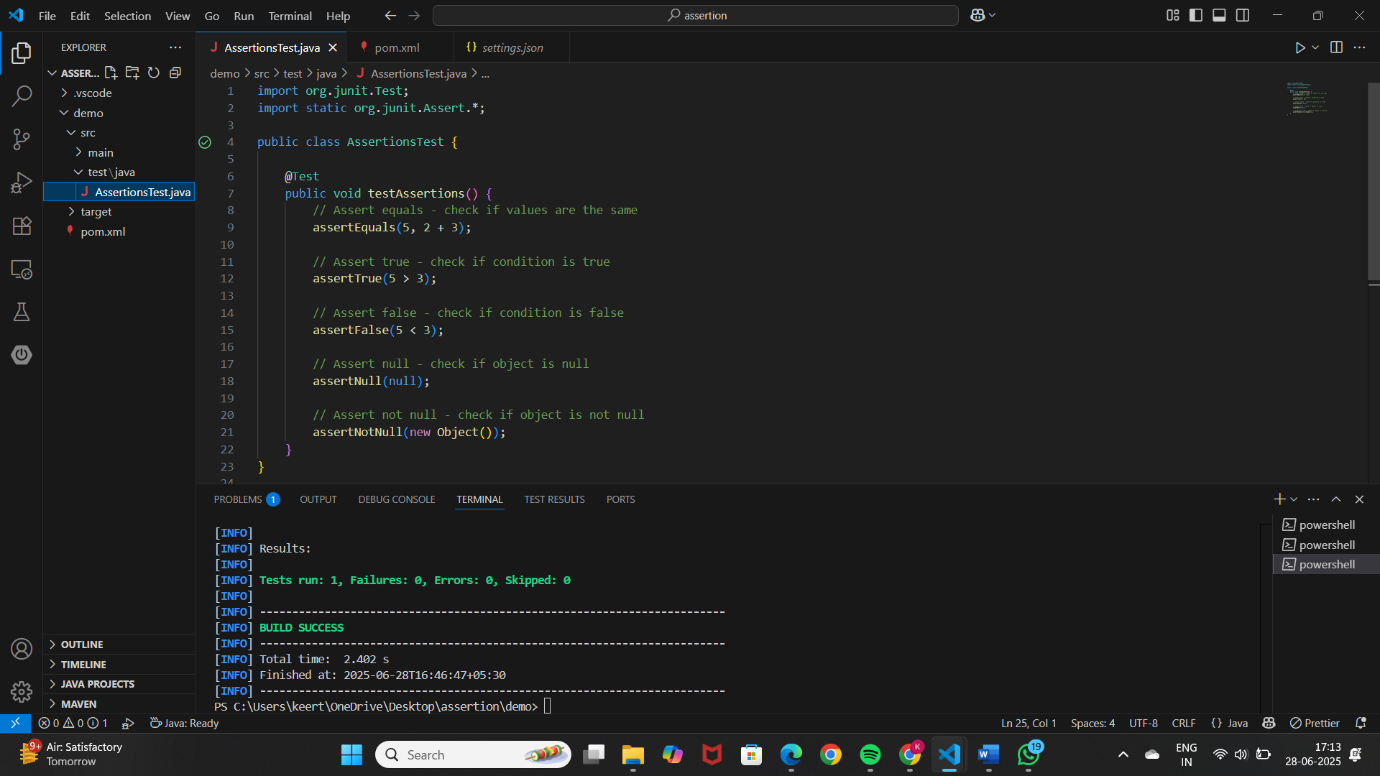 File Edit Selection View Go Run Terminal Help
assertion
EXPLORER
ASSER...
.vscode
demo
src
main
test\java
AssertionsTest.java
target
pom.xml
OUTLINE
TIMELINE
JAVA PROJECTS
MAVEN
AssertionsTest.java pom.xml {} settings.json
demo > src > test > java > AssertionsTest.java > ...
1 import org.junit.Test;
2 import static org.junit.Assert.*;
3
4 public class AssertionsTest {
5
6 @Test
7 public void testAssertions() {
8 // Assert equals - check if values are the same
9 assertEquals(5, 2 + 3);
10
11 // Assert true - check if condition is true
12 assertTrue(5 > 3);
13
14 // Assert false - check if condition is false
15 assertFalse(5 < 3);
16
17 // Assert null - check if object is null
18 assertNull(null);
19
20 // Assert not null - check if object is not null
21 assertNotNull(new Object());
22 }
23 }
24
PROBLEMS 1 OUTPUT DEBUG CONSOLE TERMINAL TEST RESULTS PORTS
[INFO]
[INFO] Results:
[INFO]
[INFO] Tests run: 1, Failures: 0, Errors: 0, Skipped: 0
[INFO]
[INFO] ------------------------------------------------------------------------
[INFO] BUILD SUCCESS
[INFO] ------------------------------------------------------------------------
[INFO] Total time:  2.402 s
[INFO] Finished at: 2025-06-28T16:46:47+05:30
[INFO] ------------------------------------------------------------------------
PS C:\Users\keert\OneDrive\Desktop\assertion\demo>
powershell
powershell
powershell
0 0 1 Java: Ready Ln 25, Col 1 Spaces: 4 UTF-8 CRLF {} Java Prettier
9+ Air: Satisfactory
Tomorrow
Search
K
19
ENG
IN
17:13
28-06-2025